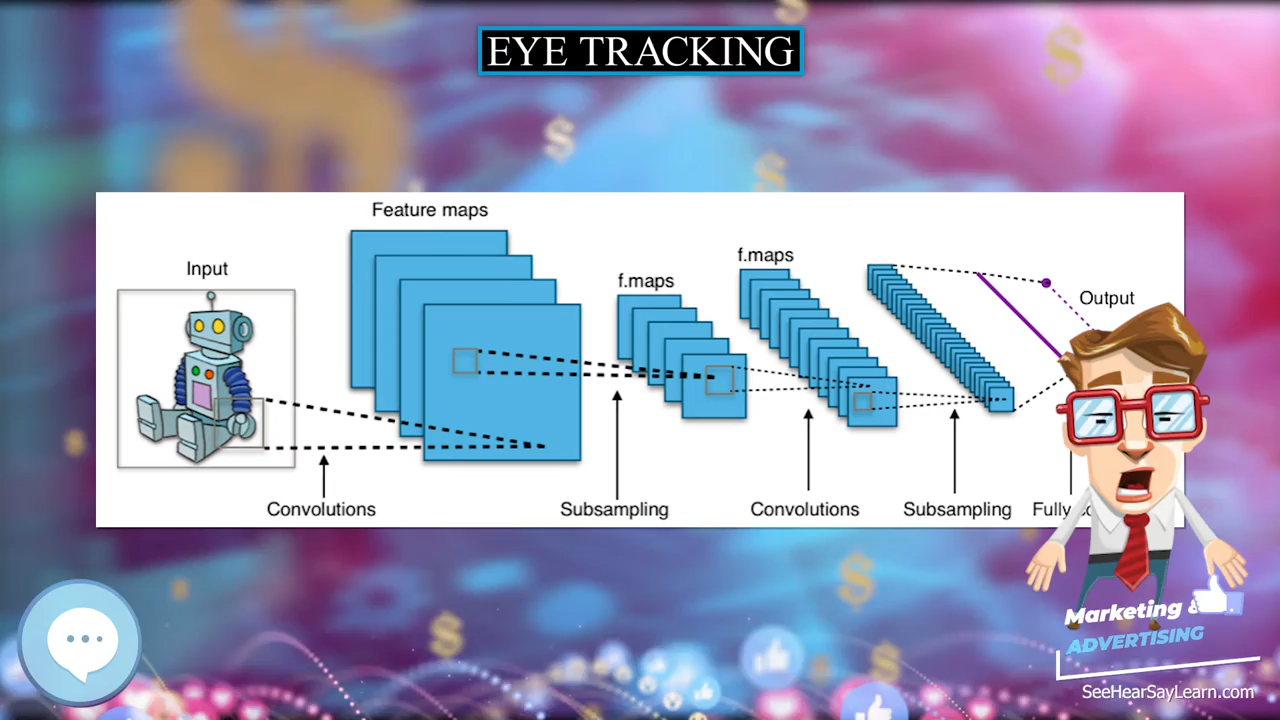 EYE TRACKING
Feature maps
Input
f.maps
f.maps
Output
Convolutions
Subsampling
Convolutions
Subsampling
Fully
Marketing &
ADVERTISING
SeeHearSayLearn.com